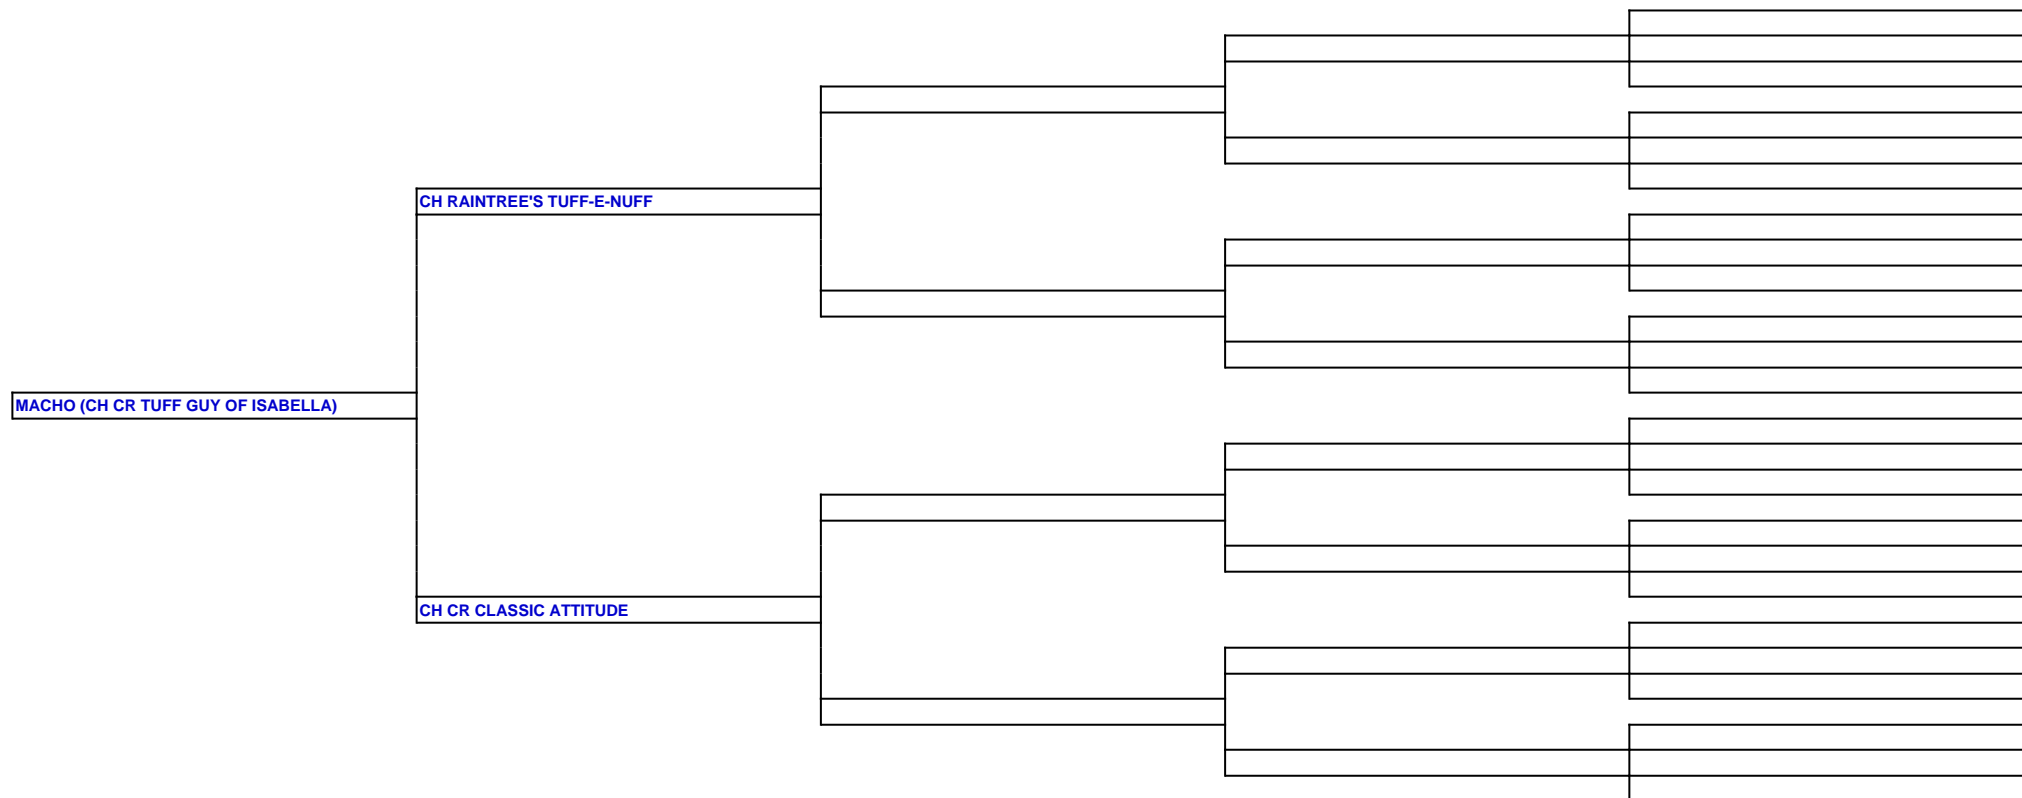 CH RAINTREE'S TUFF-E-NUFF
MACHO (CH CR TUFF GUY OF ISABELLA)
CH CR CLASSIC ATTITUDE